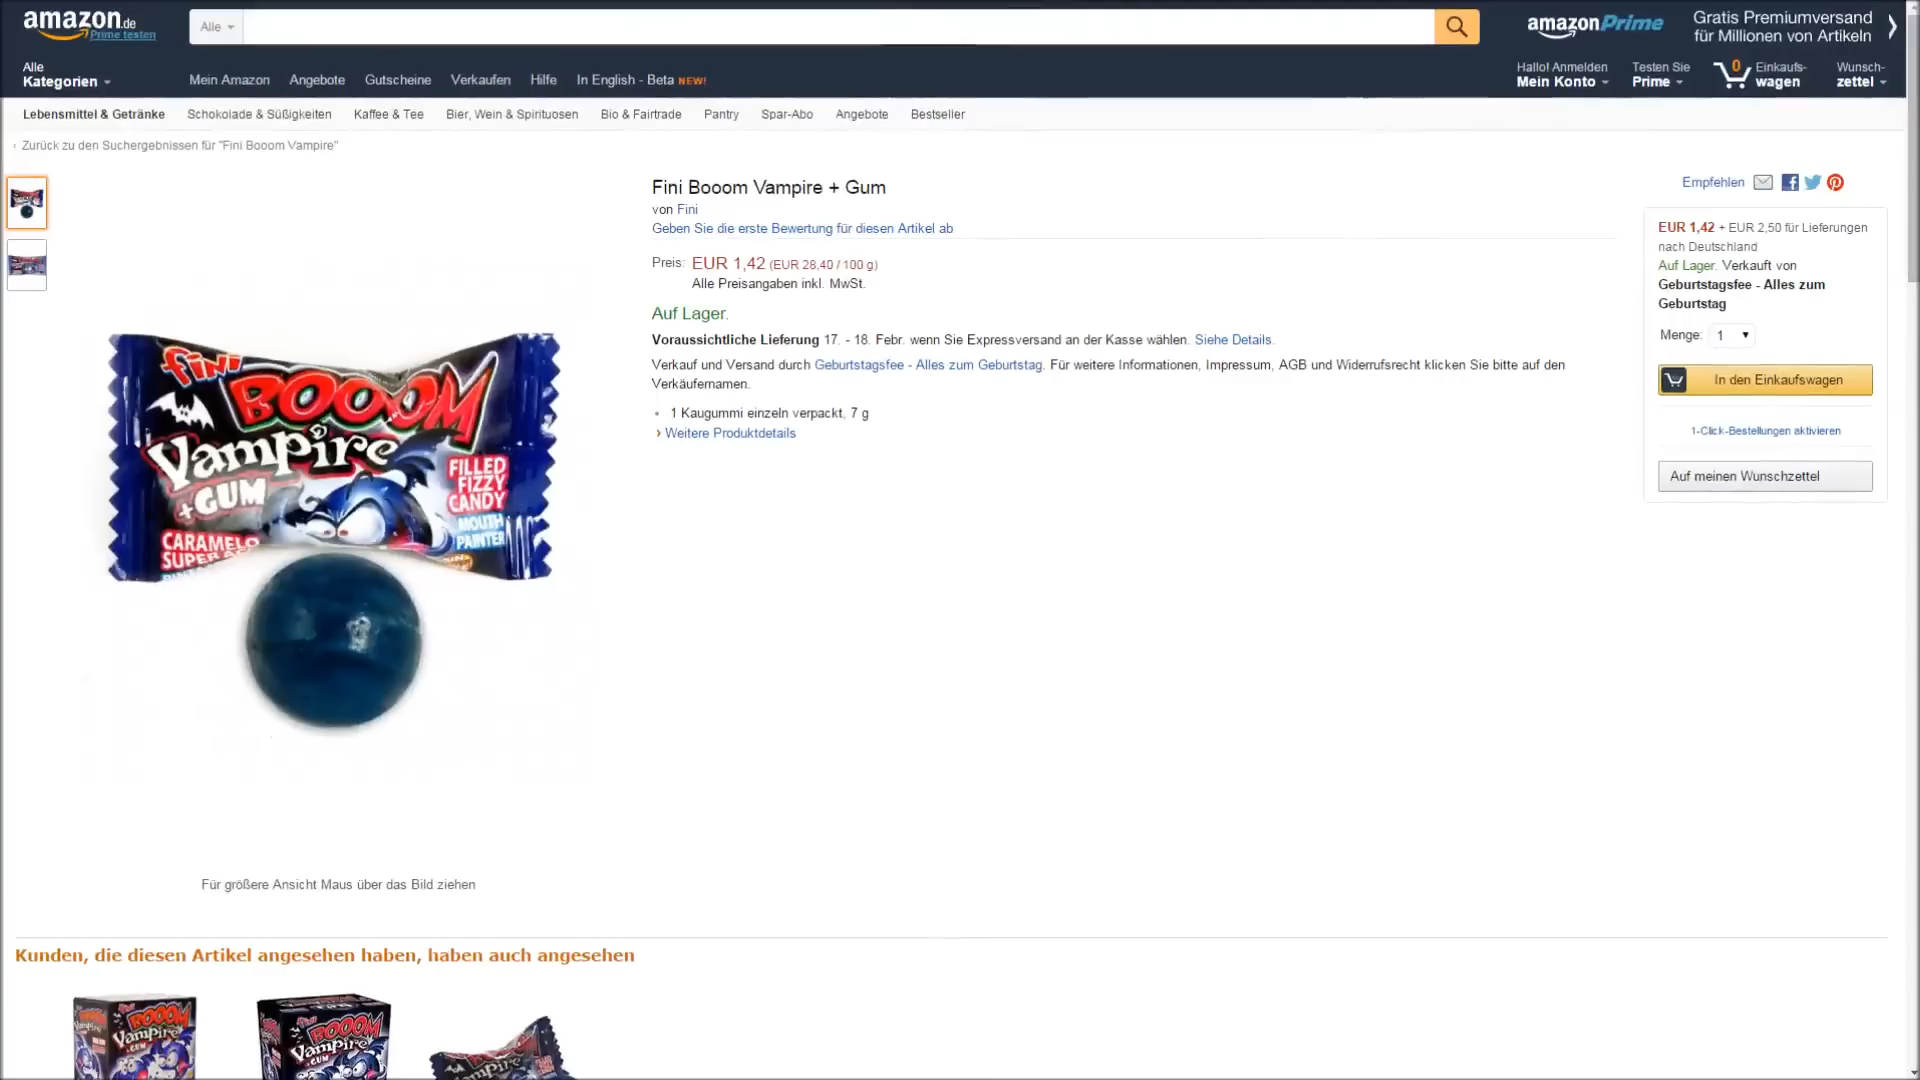 amazon.de
Prime testen
Alle
amazonPrime
Gratis Premiumversand
für Millionen von Artikeln
Alle
Kategorien
Mein Amazon
Angebote
Gutscheine
Verkaufen
Hilfe
In English - Beta NEW!
Hallo! Anmelden
Mein Konto
Testen Sie
Prime
0
Einkaufs-
wagen
Wunsch-
zettel
Lebensmittel & Getränke
Schokolade & Süßigkeiten
Kaffee & Tee
Bier, Wein & Spirituosen
Bio & Fairtrade
Pantry
Spar-Abo
Angebote
Bestseller
‹ Zurück zu den Suchergebnissen für "Fini Booom Vampire"
Fini Booom Vampire + Gum
von Fini
Geben Sie die erste Bewertung für diesen Artikel ab
Preis: EUR 1,42 (EUR 28,40 / 100 g)
Alle Preisangaben inkl. MwSt.
Auf Lager.
Voraussichtliche Lieferung 17. - 18. Febr. wenn Sie Expressversand an der Kasse wählen. Siehe Details.
Verkauf und Versand durch Geburtstagsfee - Alles zum Geburtstag. Für weitere Informationen, Impressum, AGB und Widerrufsrecht klicken Sie bitte auf den
Verkäufernamen.
• 1 Kaugummi einzeln verpackt, 7 g
› Weitere Produktdetails
Empfehlen
EUR 1,42 + EUR 2,50 für Lieferungen
nach Deutschland
Auf Lager. Verkauft von
Geburtstagsfee - Alles zum
Geburtstag
Menge: 1
In den Einkaufswagen
1-Click-Bestellungen aktivieren
Auf meinen Wunschzettel
fini
BOOOM
Vampire
+GUM
FILLED
FIZZY
CANDY
MOUTH
PAINTER
CARAMELO
SUPER
Für größere Ansicht Maus über das Bild ziehen
Kunden, die diesen Artikel angesehen haben, haben auch angesehen
BOOOM
Vampire
BOOOM
Vampire
+GUM
Vampire